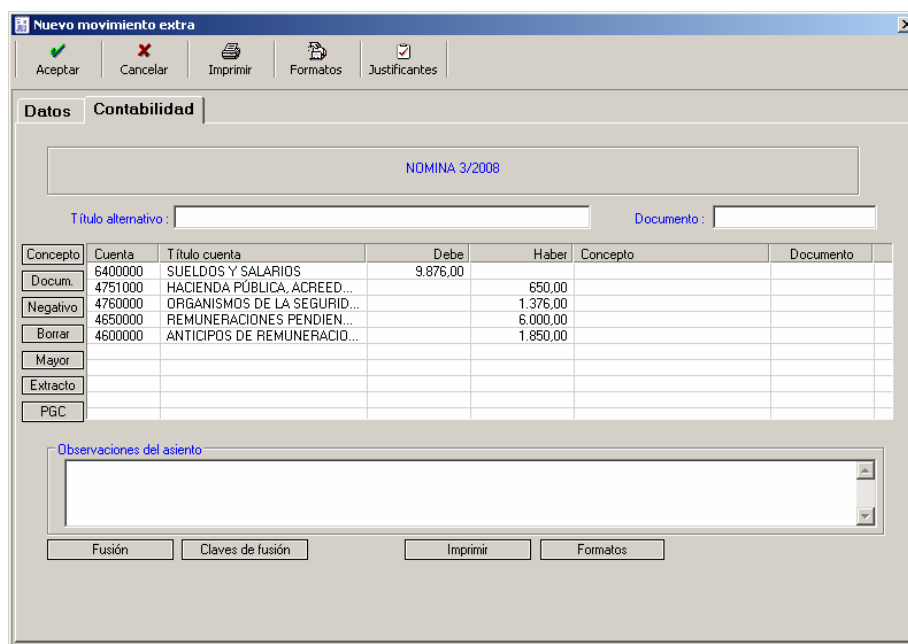 Nuevo movimiento extra
Aceptar Cancelar Imprimir Formatos Justificantes
Datos Contabilidad
NOMINA 3/2008
Título alternativo : Documento :
Concepto Cuenta Título cuenta Debe Haber Concepto Documento
6400000 SUELDOS Y SALARIOS 9.876,00
Docum. 4751000 HACIENDA PÚBLICA, ACREED... 650,00
Negativo 4760000 ORGANISMOS DE LA SEGURID... 1.376,00
4650000 REMUNERACIONES PENDIEN... 6.000,00
Borrar 4600000 ANTICIPOS DE REMUNERACIO... 1.850,00
Mayor
Extracto
PGC
Observaciones del asiento
Fusión Claves de fusión Imprimir Formatos